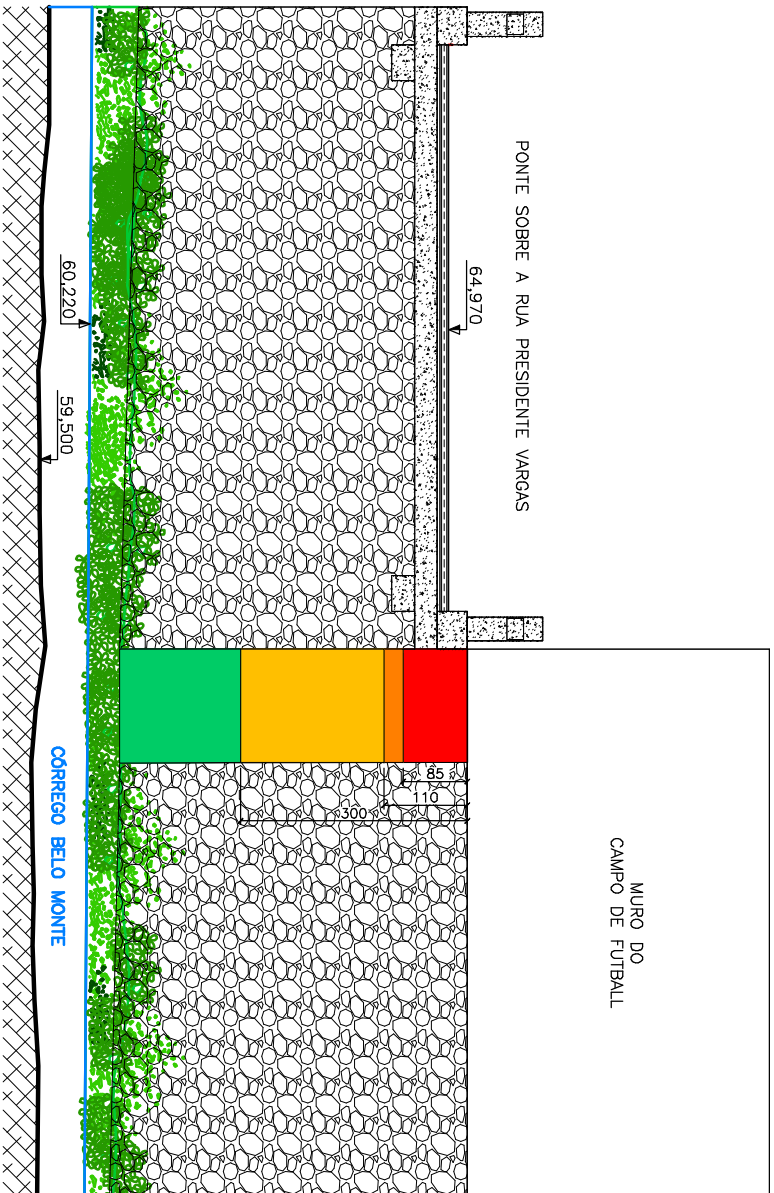 PONTE SOBRE A RUA PRESIDENTE VARGAS
64,970
60,220
59,500
MURO DO
CAMPO DE FUTBALL
85
110
300
CÓRREGO BELO MONTE